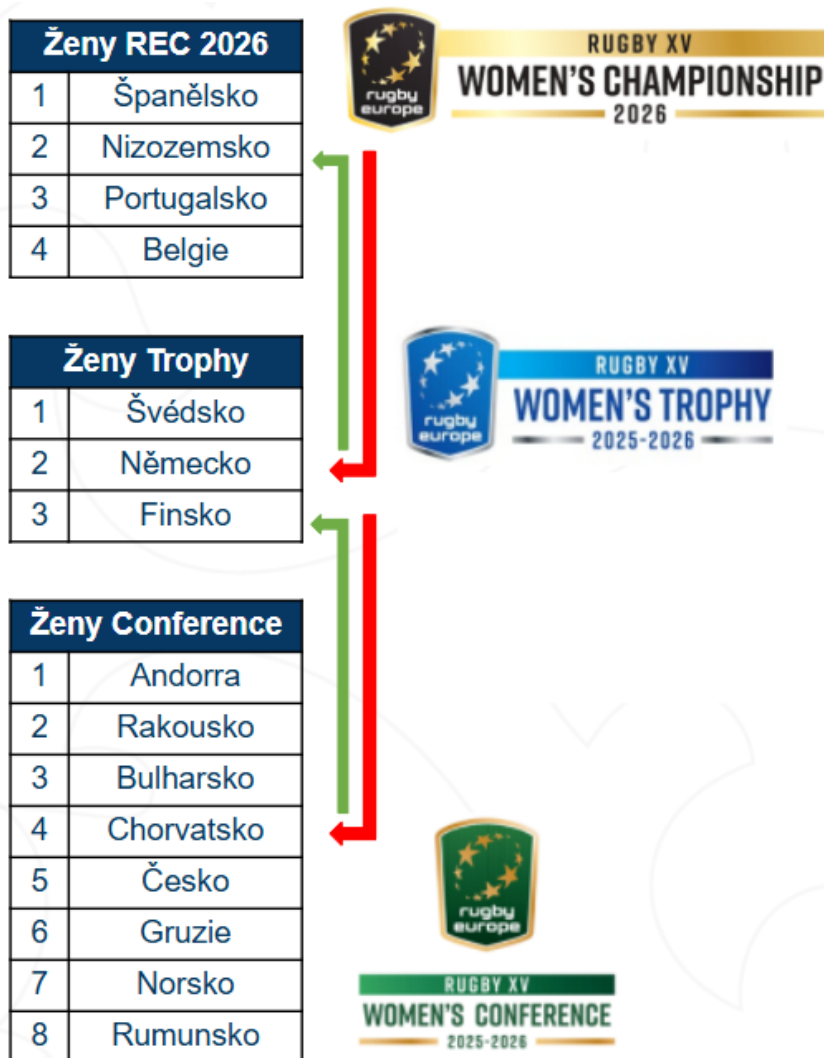 Ženy REC 2026
1 Španělsko
2 Nizozemsko
3 Portugalsko
4 Belgie
rugby
europe
RUGBY XV
WOMEN'S CHAMPIONSHIP
2026
Ženy Trophy
1 Švédsko
2 Německo
3 Finsko
rugby
europe
RUGBY XV
WOMEN'S TROPHY
2025-2026
Ženy Conference
1 Andorra
2 Rakousko
3 Bulharsko
4 Chorvatsko
5 Česko
6 Gruzie
7 Norsko
8 Rumunsko
rugby
europe
RUGBY XV
WOMEN'S CONFERENCE
2025-2026